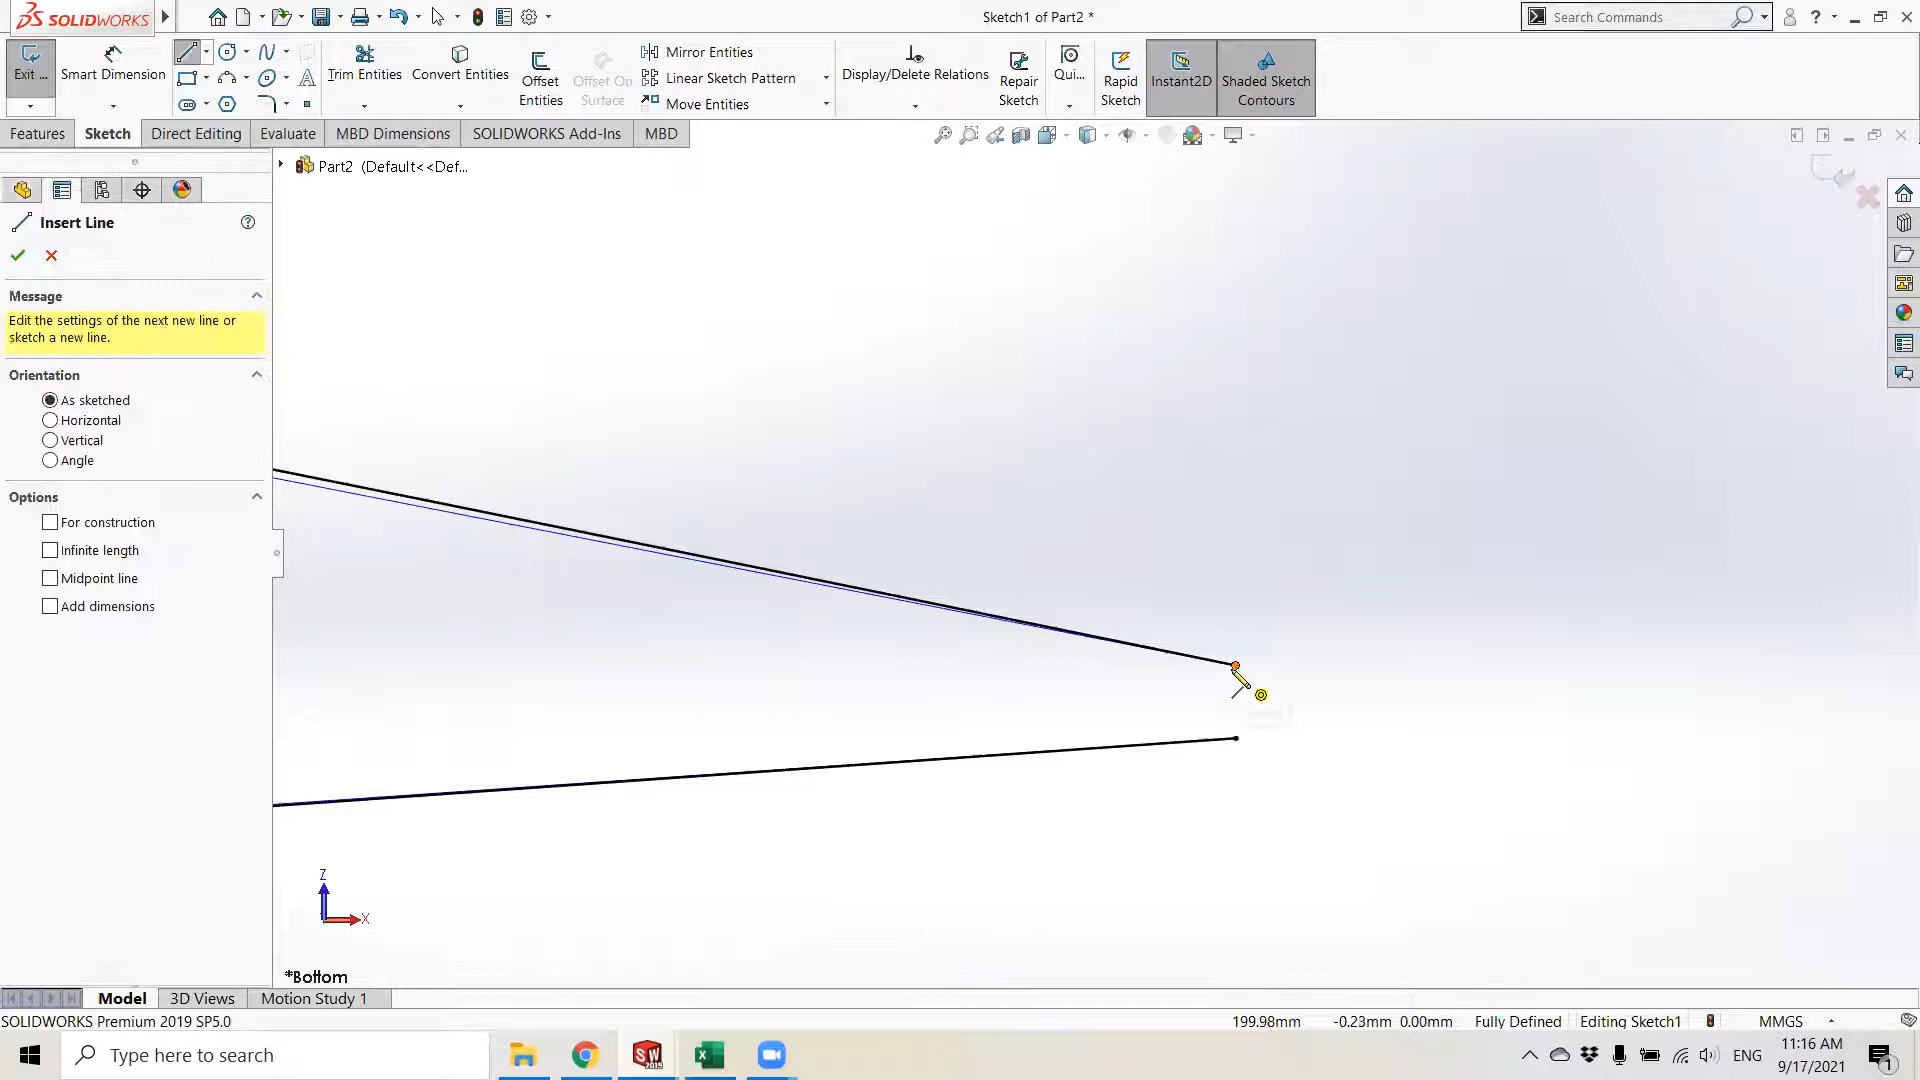 SOLIDWORKS
Sketch1 of Part2 *
Search Commands
Exit ...
Smart Dimension
Trim Entities
Convert Entities
Offset
Entities
Offset On
Surface
Mirror Entities
Linear Sketch Pattern
Move Entities
Display/Delete Relations
Repair
Sketch
Qui...
Rapid
Sketch
Instant2D
Shaded Sketch
Contours
Features
Sketch
Direct Editing
Evaluate
MBD Dimensions
SOLIDWORKS Add-Ins
MBD
Part2 (Default<<Def...
Insert Line
Message
Edit the settings of the next new line or
sketch a new line.
Orientation
As sketched
Horizontal
Vertical
Angle
Options
For construction
Infinite length
Midpoint line
Add dimensions
Z
X
*Bottom
Model
3D Views
Motion Study 1
SOLIDWORKS Premium 2019 SP5.0
199.98mm
-0.23mm
0.00mm
Fully Defined
Editing Sketch1
MMGS
Type here to search
SW
2019
ENG
11:16 AM
9/17/2021
1